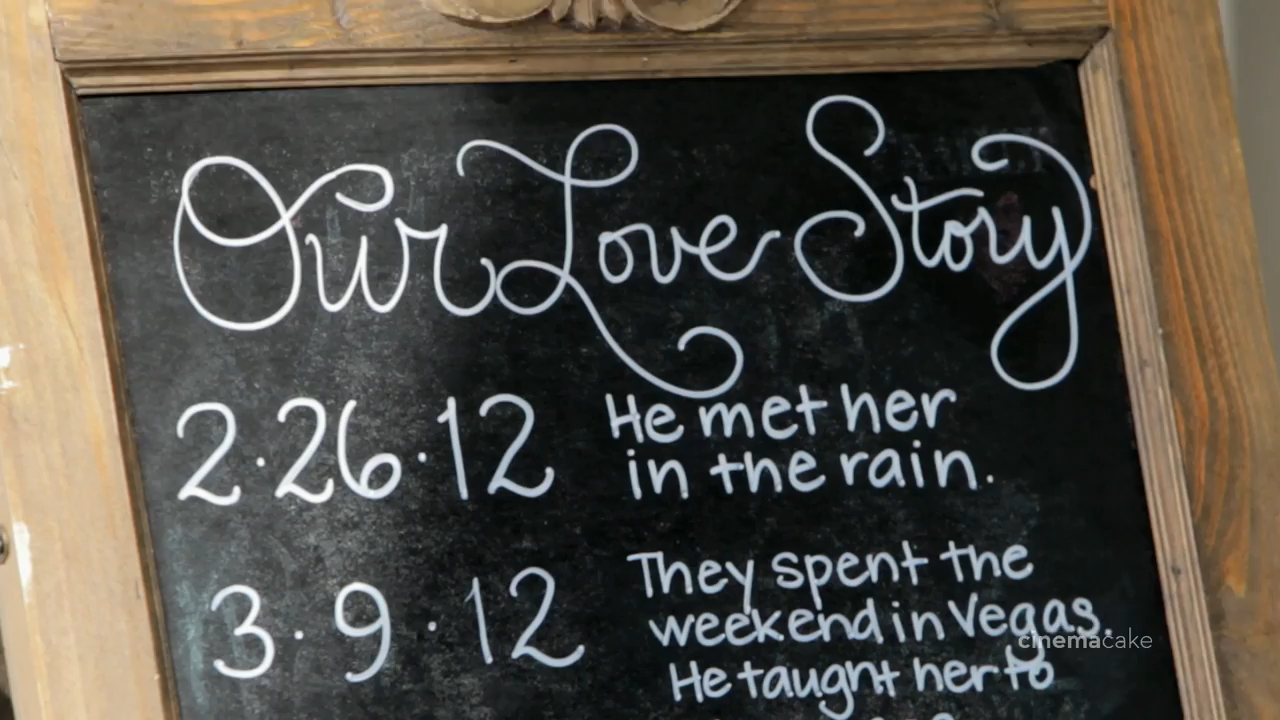 Our Love Story
2·26·12 He met her
in the rain.
3·9·12 They spent the
weekend in Vegas.
He taught her to
cinemacake